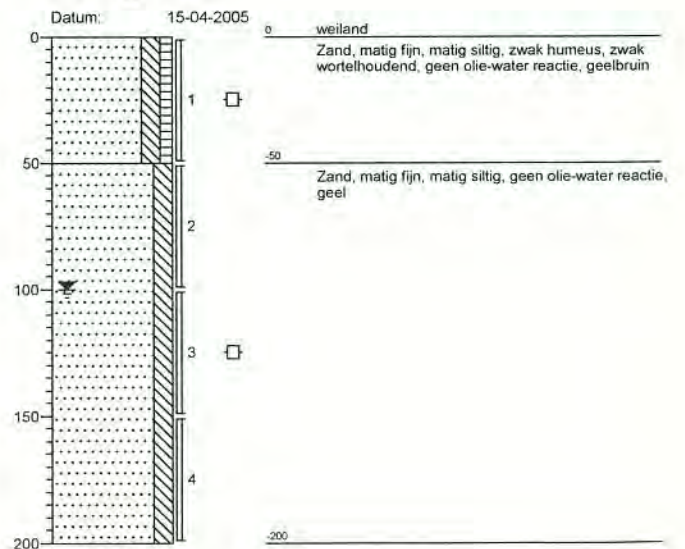 Datum: 15-04-2005
0
0 weiland
Zand, matig fijn, matig siltig, zwak humeus, zwak
wortelhoudend, geen olie-water reactie, geelbruin
1
50
-50
Zand, matig fijn, matig siltig, geen olie-water reactie,
geel
2
100
3
150
4
200
-200